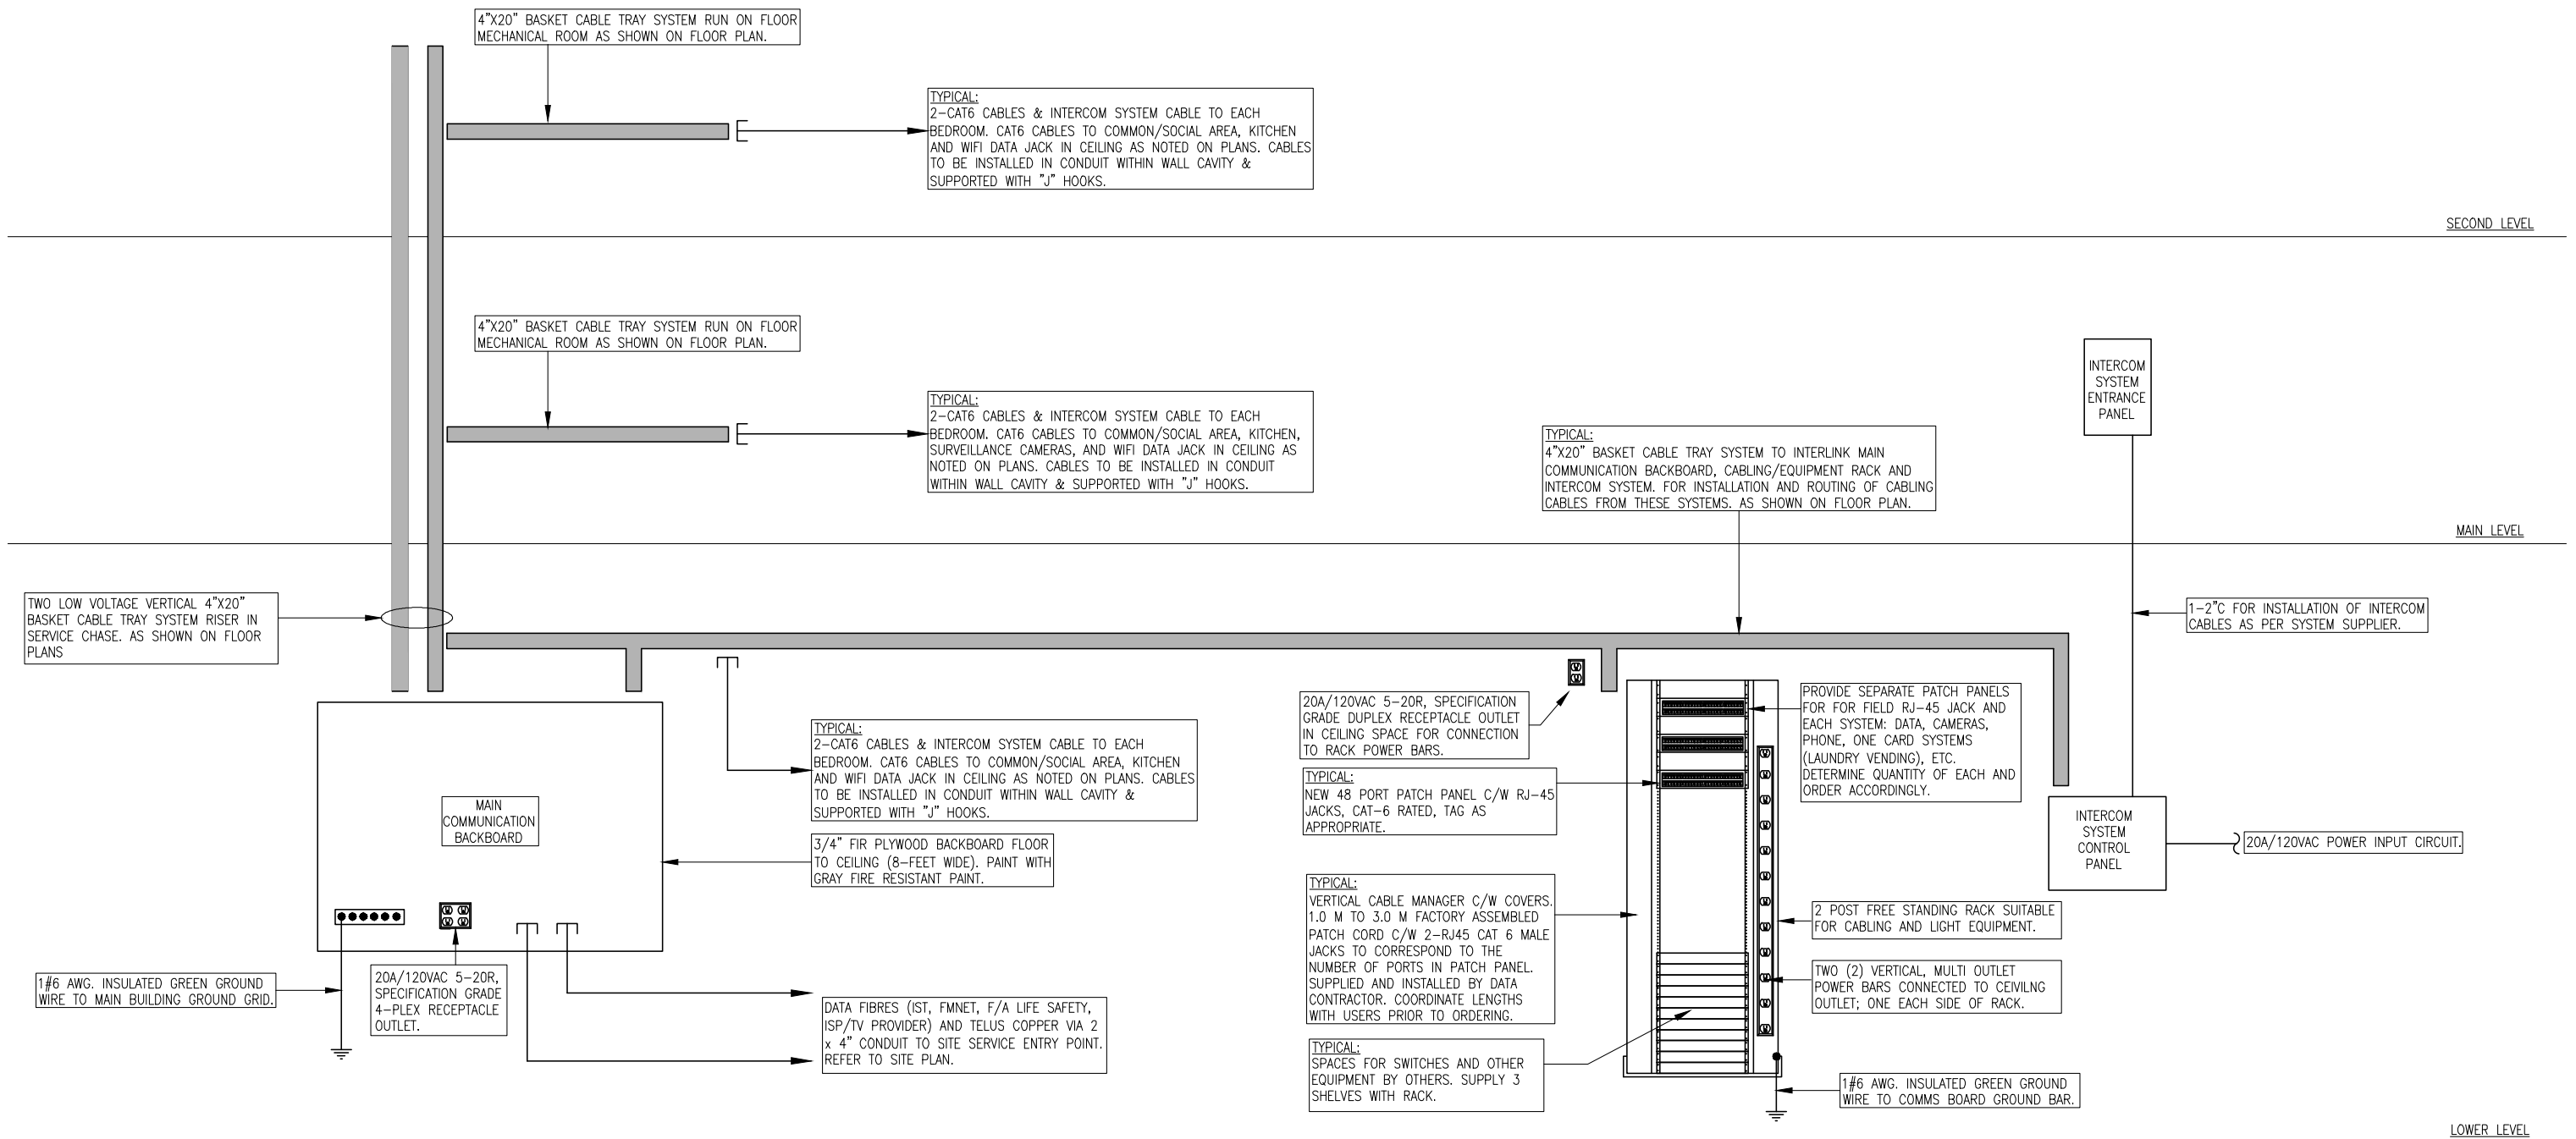 4"X20" BASKET CABLE TRAY SYSTEM RUN ON FLOOR
MECHANICAL ROOM AS SHOWN ON FLOOR PLAN.
TYPICAL:
2-CAT6 CABLES & INTERCOM SYSTEM CABLE TO EACH
BEDROOM. CAT6 CABLES TO COMMON/SOCIAL AREA, KITCHEN
AND WIFI DATA JACK IN CEILING AS NOTED ON PLANS. CABLES
TO BE INSTALLED IN CONDUIT WITHIN WALL CAVITY &
SUPPORTED WITH "J" HOOKS.
SECOND LEVEL
4"X20" BASKET CABLE TRAY SYSTEM RUN ON FLOOR
MECHANICAL ROOM AS SHOWN ON FLOOR PLAN.
TYPICAL:
2-CAT6 CABLES & INTERCOM SYSTEM CABLE TO EACH
BEDROOM. CAT6 CABLES TO COMMON/SOCIAL AREA, KITCHEN,
SURVEILLANCE CAMERAS, AND WIFI DATA JACK IN CEILING AS
NOTED ON PLANS. CABLES TO BE INSTALLED IN CONDUIT
WITHIN WALL CAVITY & SUPPORTED WITH "J" HOOKS.
TYPICAL:
4"X20" BASKET CABLE TRAY SYSTEM TO INTERLINK MAIN
COMMUNICATION BACKBOARD, CABLING/EQUIPMENT RACK AND
INTERCOM SYSTEM. FOR INSTALLATION AND ROUTING OF CABLING
CABLES FROM THESE SYSTEMS. AS SHOWN ON FLOOR PLAN.
INTERCOM
SYSTEM
ENTRANCE
PANEL
MAIN LEVEL
TWO LOW VOLTAGE VERTICAL 4"X20"
BASKET CABLE TRAY SYSTEM RISER IN
SERVICE CHASE. AS SHOWN ON FLOOR
PLANS
1-2"C FOR INSTALLATION OF INTERCOM
CABLES AS PER SYSTEM SUPPLIER.
MAIN
COMMUNICATION
BACKBOARD
TYPICAL:
2-CAT6 CABLES & INTERCOM SYSTEM CABLE TO EACH
BEDROOM. CAT6 CABLES TO COMMON/SOCIAL AREA, KITCHEN
AND WIFI DATA JACK IN CEILING AS NOTED ON PLANS. CABLES
TO BE INSTALLED IN CONDUIT WITHIN WALL CAVITY &
SUPPORTED WITH "J" HOOKS.
3/4" FIR PLYWOOD BACKBOARD FLOOR
TO CEILING (8-FEET WIDE). PAINT WITH
GRAY FIRE RESISTANT PAINT.
1#6 AWG. INSULATED GREEN GROUND
WIRE TO MAIN BUILDING GROUND GRID.
20A/120VAC 5-20R,
SPECIFICATION GRADE
4-PLEX RECEPTACLE
OUTLET.
DATA FIBRES (IST, FMNET, F/A LIFE SAFETY,
ISP/TV PROVIDER) AND TELUS COPPER VIA 2
x 4" CONDUIT TO SITE SERVICE ENTRY POINT.
REFER TO SITE PLAN.
20A/120VAC 5-20R, SPECIFICATION
GRADE DUPLEX RECEPTACLE OUTLET
IN CEILING SPACE FOR CONNECTION
TO RACK POWER BARS.
TYPICAL:
NEW 48 PORT PATCH PANEL C/W RJ-45
JACKS, CAT-6 RATED, TAG AS
APPROPRIATE.
TYPICAL:
VERTICAL CABLE MANAGER C/W COVERS.
1.0 M TO 3.0 M FACTORY ASSEMBLED
PATCH CORD C/W 2-RJ45 CAT 6 MALE
JACKS TO CORRESPOND TO THE
NUMBER OF PORTS IN PATCH PANEL.
SUPPLIED AND INSTALLED BY DATA
CONTRACTOR. COORDINATE LENGTHS
WITH USERS PRIOR TO ORDERING.
TYPICAL:
SPACES FOR SWITCHES AND OTHER
EQUIPMENT BY OTHERS. SUPPLY 3
SHELVES WITH RACK.
PROVIDE SEPARATE PATCH PANELS
FOR FOR FIELD RJ-45 JACK AND
EACH SYSTEM: DATA, CAMERAS,
PHONE, ONE CARD SYSTEMS
(LAUNDRY VENDING), ETC.
DETERMINE QUANTITY OF EACH AND
ORDER ACCORDINGLY.
INTERCOM
SYSTEM
CONTROL
PANEL
20A/120VAC POWER INPUT CIRCUIT.
2 POST FREE STANDING RACK SUITABLE
FOR CABLING AND LIGHT EQUIPMENT.
TWO (2) VERTICAL, MULTI OUTLET
POWER BARS CONNECTED TO CEIVILNG
OUTLET; ONE EACH SIDE OF RACK.
1#6 AWG. INSULATED GREEN GROUND
WIRE TO COMMS BOARD GROUND BAR.
LOWER LEVEL